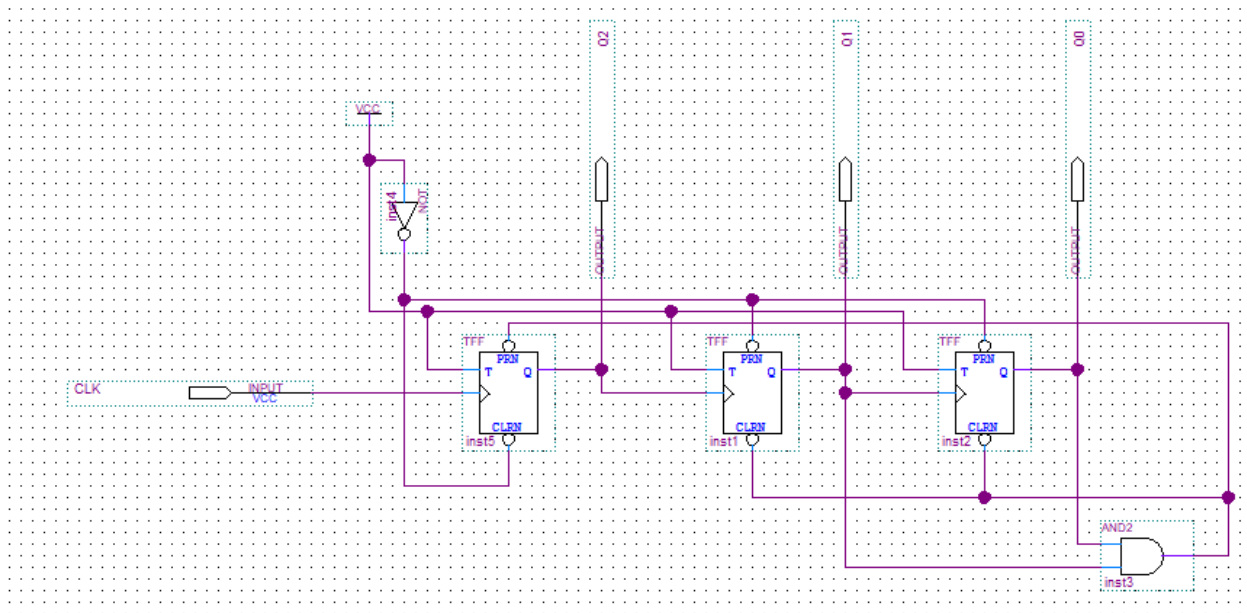 Q2
Q1
Q0
VCC
inst4
NOT
OUTPUT
OUTPUT
OUTPUT
TFF
PRN
T
Q
CLRN
inst5
TFF
PRN
T
Q
CLRN
inst1
TFF
PRN
T
Q
CLRN
inst2
CLK
INPUT
VCC
AND2
inst3